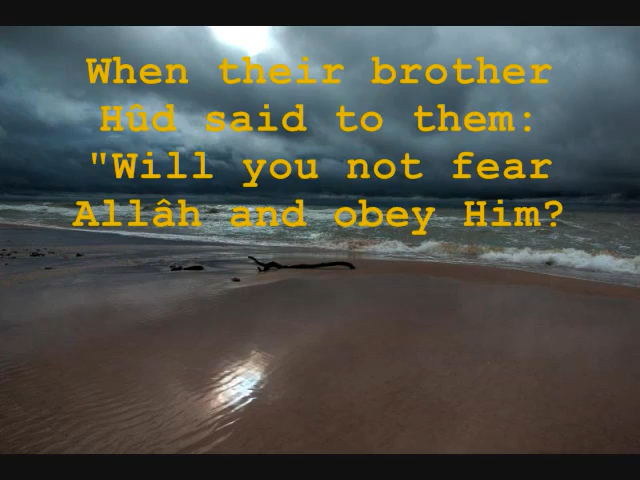 When their brother
Hûd said to them:
"Will you not fear
Allâh and obey Him?